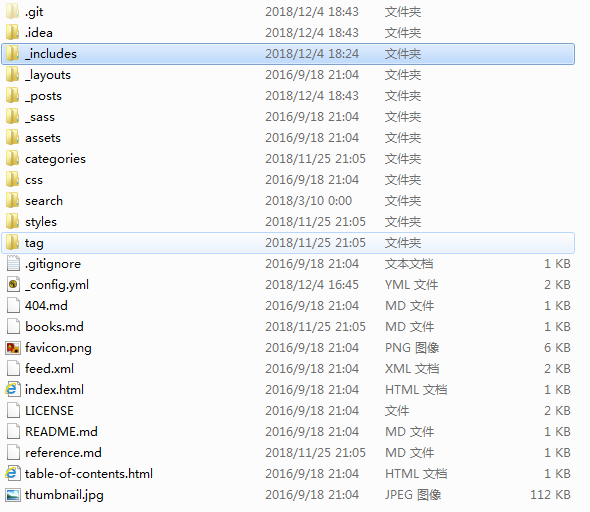 .git 2018/12/4 18:43 文件夹
.idea 2018/12/4 18:43 文件夹
_includes 2018/12/4 18:24 文件夹
_layouts 2016/9/18 21:04 文件夹
_posts 2018/12/4 18:43 文件夹
_sass 2016/9/18 21:04 文件夹
assets 2016/9/18 21:04 文件夹
categories 2018/11/25 21:05 文件夹
css 2016/9/18 21:04 文件夹
search 2018/3/10 0:00 文件夹
styles 2018/11/25 21:05 文件夹
tag 2018/11/25 21:05 文件夹
.gitignore 2016/9/18 21:04 文本文档 1 KB
_config.yml 2018/12/4 16:45 YML 文件 2 KB
404.md 2016/9/18 21:04 MD 文件 1 KB
books.md 2018/11/25 21:05 MD 文件 1 KB
favicon.png 2016/9/18 21:04 PNG 图像 6 KB
feed.xml 2016/9/18 21:04 XML 文档 2 KB
index.html 2016/9/18 21:04 HTML 文档 1 KB
LICENSE 2016/9/18 21:04 文件 2 KB
README.md 2016/9/18 21:04 MD 文件 1 KB
reference.md 2018/11/25 21:05 MD 文件 2 KB
table-of-contents.html 2016/9/18 21:04 HTML 文档 1 KB
thumbnail.jpg 2016/9/18 21:04 JPEG 图像 112 KB